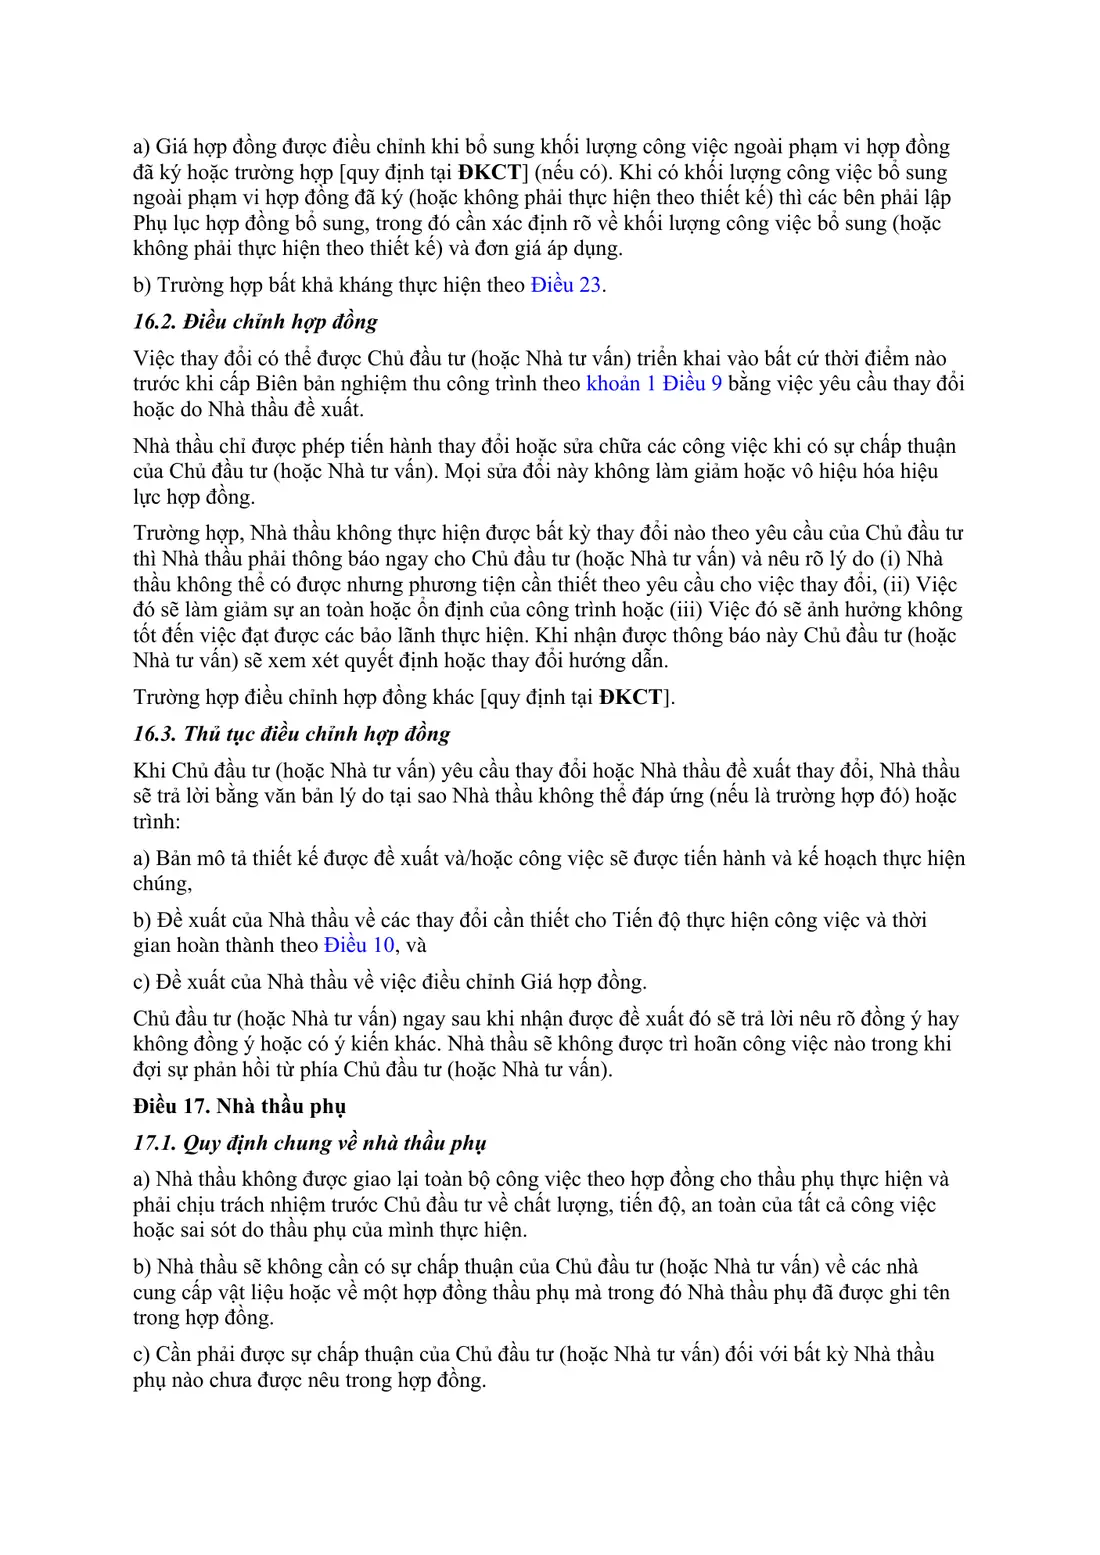 a) Giá hợp đồng được điều chỉnh khi bổ sung khối lượng công việc ngoài phạm vi hợp đồng
đã ký hoặc trường hợp [quy định tại ĐKCT] (nếu có). Khi có khối lượng công việc bổ sung
ngoài phạm vi hợp đồng đã ký (hoặc không phải thực hiện theo thiết kế) thì các bên phải lập
Phụ lục hợp đồng bổ sung, trong đó cần xác định rõ về khối lượng công việc bổ sung (hoặc
không phải thực hiện theo thiết kế) và đơn giá áp dụng.
b) Trường hợp bất khả kháng thực hiện theo Điều 23.
16.2. Điều chỉnh hợp đồng
Việc thay đổi có thể được Chủ đầu tư (hoặc Nhà tư vấn) triển khai vào bất cứ thời điểm nào
trước khi cấp Biên bản nghiệm thu công trình theo khoản 1 Điều 9 bằng việc yêu cầu thay đổi
hoặc do Nhà thầu đề xuất.
Nhà thầu chỉ được phép tiến hành thay đổi hoặc sửa chữa các công việc khi có sự chấp thuận
của Chủ đầu tư (hoặc Nhà tư vấn). Mọi sửa đổi này không làm giảm hoặc vô hiệu hóa hiệu
lực hợp đồng.
Trường hợp, Nhà thầu không thực hiện được bất kỳ thay đổi nào theo yêu cầu của Chủ đầu tư
thì Nhà thầu phải thông báo ngay cho Chủ đầu tư (hoặc Nhà tư vấn) và nêu rõ lý do (i) Nhà
thầu không thể có được nhưng phương tiện cần thiết theo yêu cầu cho việc thay đổi, (ii) Việc
đó sẽ làm giảm sự an toàn hoặc ổn định của công trình hoặc (iii) Việc đó sẽ ảnh hưởng không
tốt đến việc đạt được các bảo lãnh thực hiện. Khi nhận được thông báo này Chủ đầu tư (hoặc
Nhà tư vấn) sẽ xem xét quyết định hoặc thay đổi hướng dẫn.
Trường hợp điều chỉnh hợp đồng khác [quy định tại ĐKCT].
16.3. Thủ tục điều chỉnh hợp đồng
Khi Chủ đầu tư (hoặc Nhà tư vấn) yêu cầu thay đổi hoặc Nhà thầu đề xuất thay đổi, Nhà thầu
sẽ trả lời bằng văn bản lý do tại sao Nhà thầu không thể đáp ứng (nếu là trường hợp đó) hoặc
trình:
a) Bản mô tả thiết kế được đề xuất và/hoặc công việc sẽ được tiến hành và kế hoạch thực hiện
chúng,
b) Đề xuất của Nhà thầu về các thay đổi cần thiết cho Tiến độ thực hiện công việc và thời
gian hoàn thành theo Điều 10, và
c) Đề xuất của Nhà thầu về việc điều chỉnh Giá hợp đồng.
Chủ đầu tư (hoặc Nhà tư vấn) ngay sau khi nhận được đề xuất đó sẽ trả lời nêu rõ đồng ý hay
không đồng ý hoặc có ý kiến khác. Nhà thầu sẽ không được trì hoãn công việc nào trong khi
đợi sự phản hồi từ phía Chủ đầu tư (hoặc Nhà tư vấn).
Điều 17. Nhà thầu phụ
17.1. Quy định chung về nhà thầu phụ
a) Nhà thầu không được giao lại toàn bộ công việc theo hợp đồng cho thầu phụ thực hiện và
phải chịu trách nhiệm trước Chủ đầu tư về chất lượng, tiến độ, an toàn của tất cả công việc
hoặc sai sót do thầu phụ của mình thực hiện.
b) Nhà thầu sẽ không cần có sự chấp thuận của Chủ đầu tư (hoặc Nhà tư vấn) về các nhà
cung cấp vật liệu hoặc về một hợp đồng thầu phụ mà trong đó Nhà thầu phụ đã được ghi tên
trong hợp đồng.
c) Cần phải được sự chấp thuận của Chủ đầu tư (hoặc Nhà tư vấn) đối với bất kỳ Nhà thầu
phụ nào chưa được nêu trong hợp đồng.